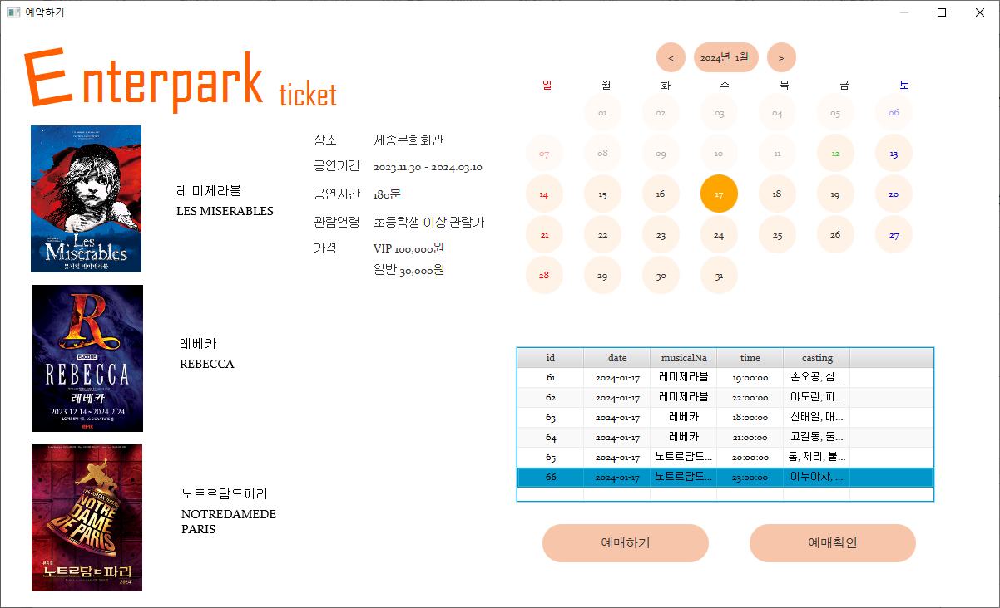 예약하기
Enterpark ticket
< 2024년 1월 >
일 월 화 수 목 금 토
01 02 03 04 05 06
07 08 09 10 11 12 13
14 15 16 17 18 19 20
21 22 23 24 25 26 27
28 29 30 31
Les
Misérables
뮤지컬 레미제라블
레 미제라블
LES MISERABLES
장소 세종문화회관
공연기간 2023.11.30 - 2024.03.10
공연시간 180분
관람연령 초등학생 이상 관람가
가격 VIP 100,000원
일반 30,000원
R
ENCORE
REBECCA
레베카
2023.12.14~2024.2.24
EMK
레베카
REBECCA
THE KOREAN VERSION
NOTRE
DAME
DE PARIS
뮤지컬
노트르담드파리
2024
노트르담드파리
NOTREDAMEDE
PARIS
id date musicalNa time casting
61 2024-01-17 레미제라블 19:00:00 손오공, 삼...
62 2024-01-17 레미제라블 22:00:00 야도란, 피...
63 2024-01-17 레베카 18:00:00 신태일, 매...
64 2024-01-17 레베카 21:00:00 고길동, 둘...
65 2024-01-17 노트르담드... 20:00:00 톰, 제리, 불...
66 2024-01-17 노트르담드... 23:00:00 이누야샤, ...
예매하기 예매확인